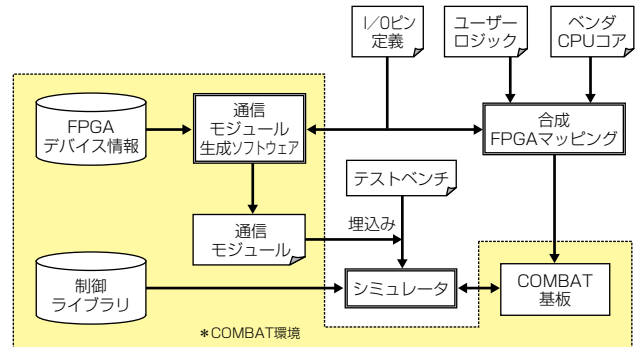 I/Oピン
定義
ユーザー
ロジック
ベンダ
CPUコア
FPGA
デバイス情報
通信
モジュール
生成ソフトウェア
合成
FPGAマッピング
テストベンチ
通信
モジュール
埋込み
制御
ライブラリ
シミュレータ
COMBAT
基板
＊COMBAT環境